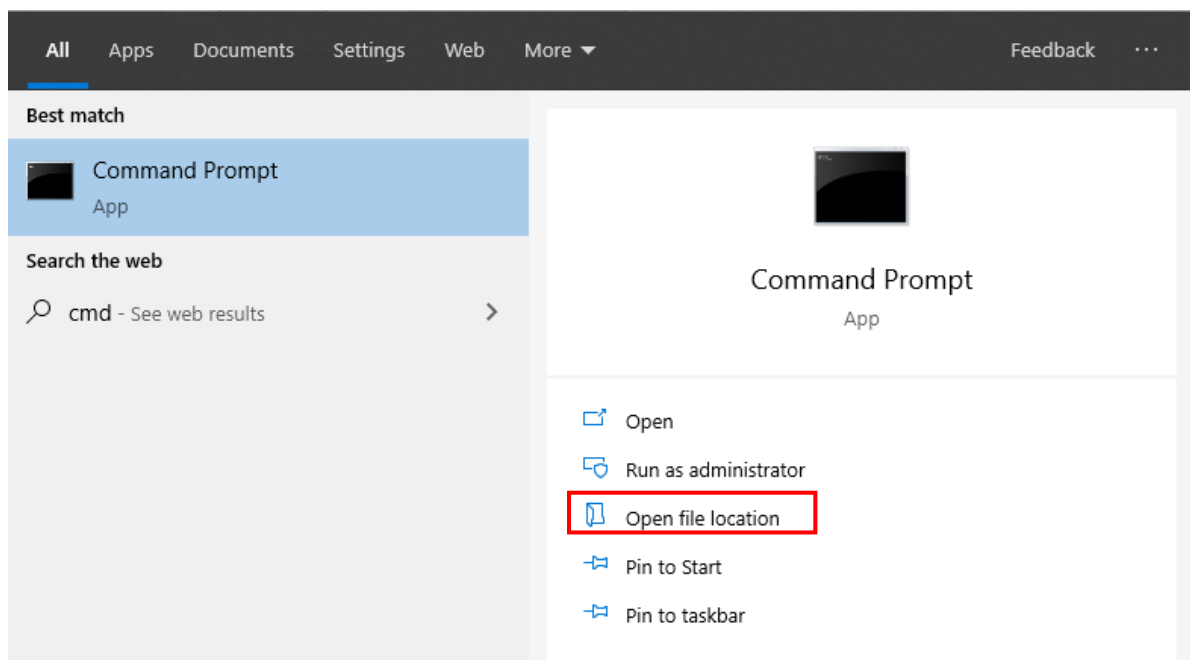 All Apps Documents Settings Web More Feedback ...
Best match
Command Prompt
App
Search the web
cmd - See web results
Command Prompt
App
Open
Run as administrator
Open file location
Pin to Start
Pin to taskbar